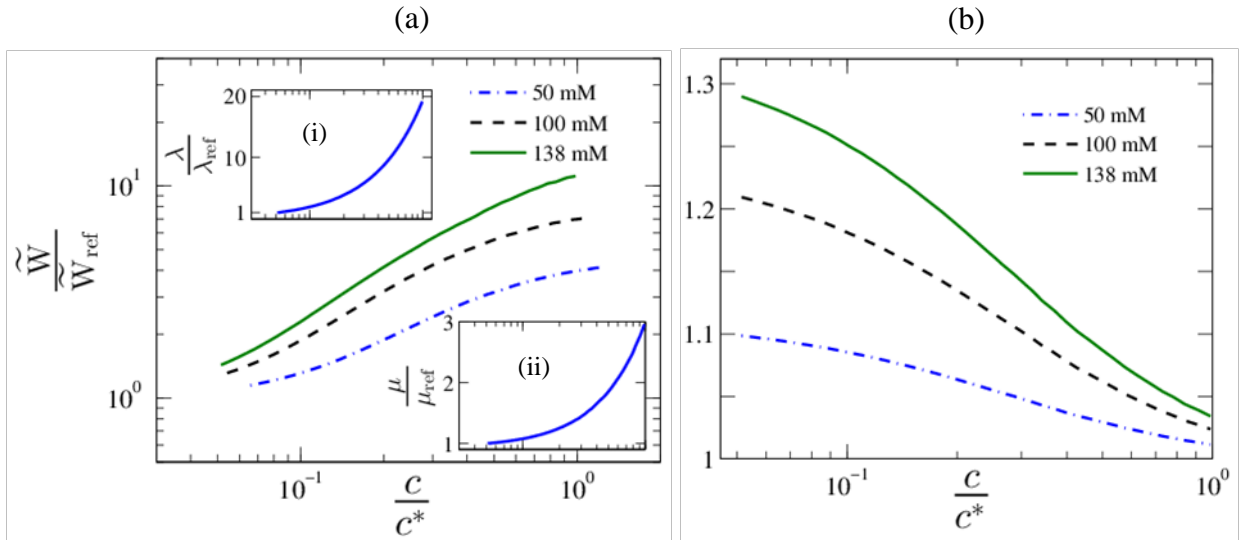 (a)
(b)
W̃
W̃ref
10¹
10⁰
10⁻¹
10⁰
c
c*
50 mM
100 mM
138 mM
(i)
λ
λref
20
10
1
(ii)
μ
μref
3
2
1
1.3
1.2
1.1
1
10⁻¹
10⁰
c
c*
50 mM
100 mM
138 mM